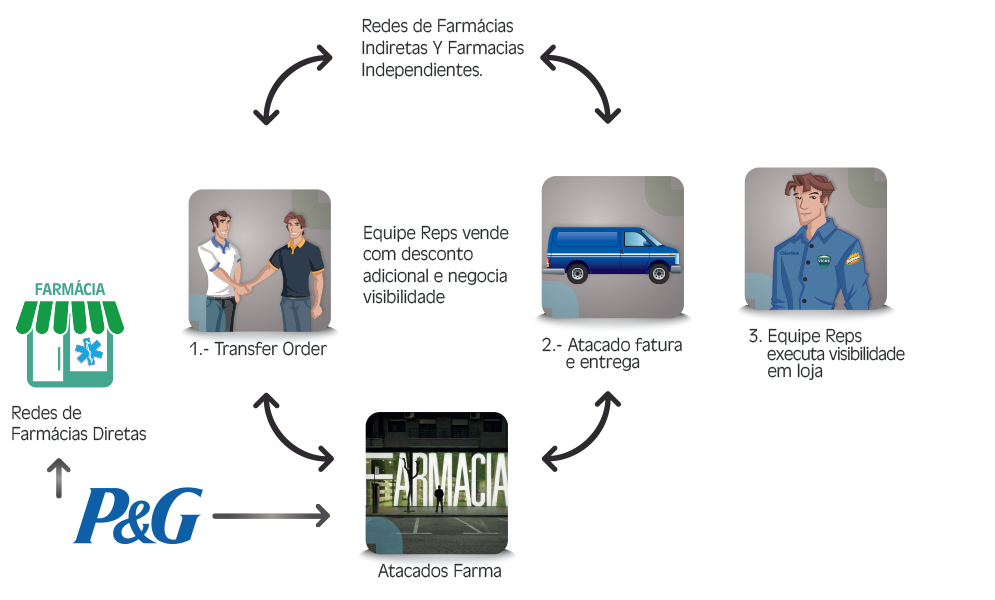 Redes de Farmácias
Indiretas Y Farmacias
Independientes.
Equipe Reps vende
com desconto
adicional e negocia
visibilidade
1.- Transfer Order
2.- Atacado fatura
e entrega
3. Equipe Reps
executa visibilidade
em loja
FARMÁCIA
Redes de
Farmácias Diretas
P&G
FARMACIA
Atacados Farma